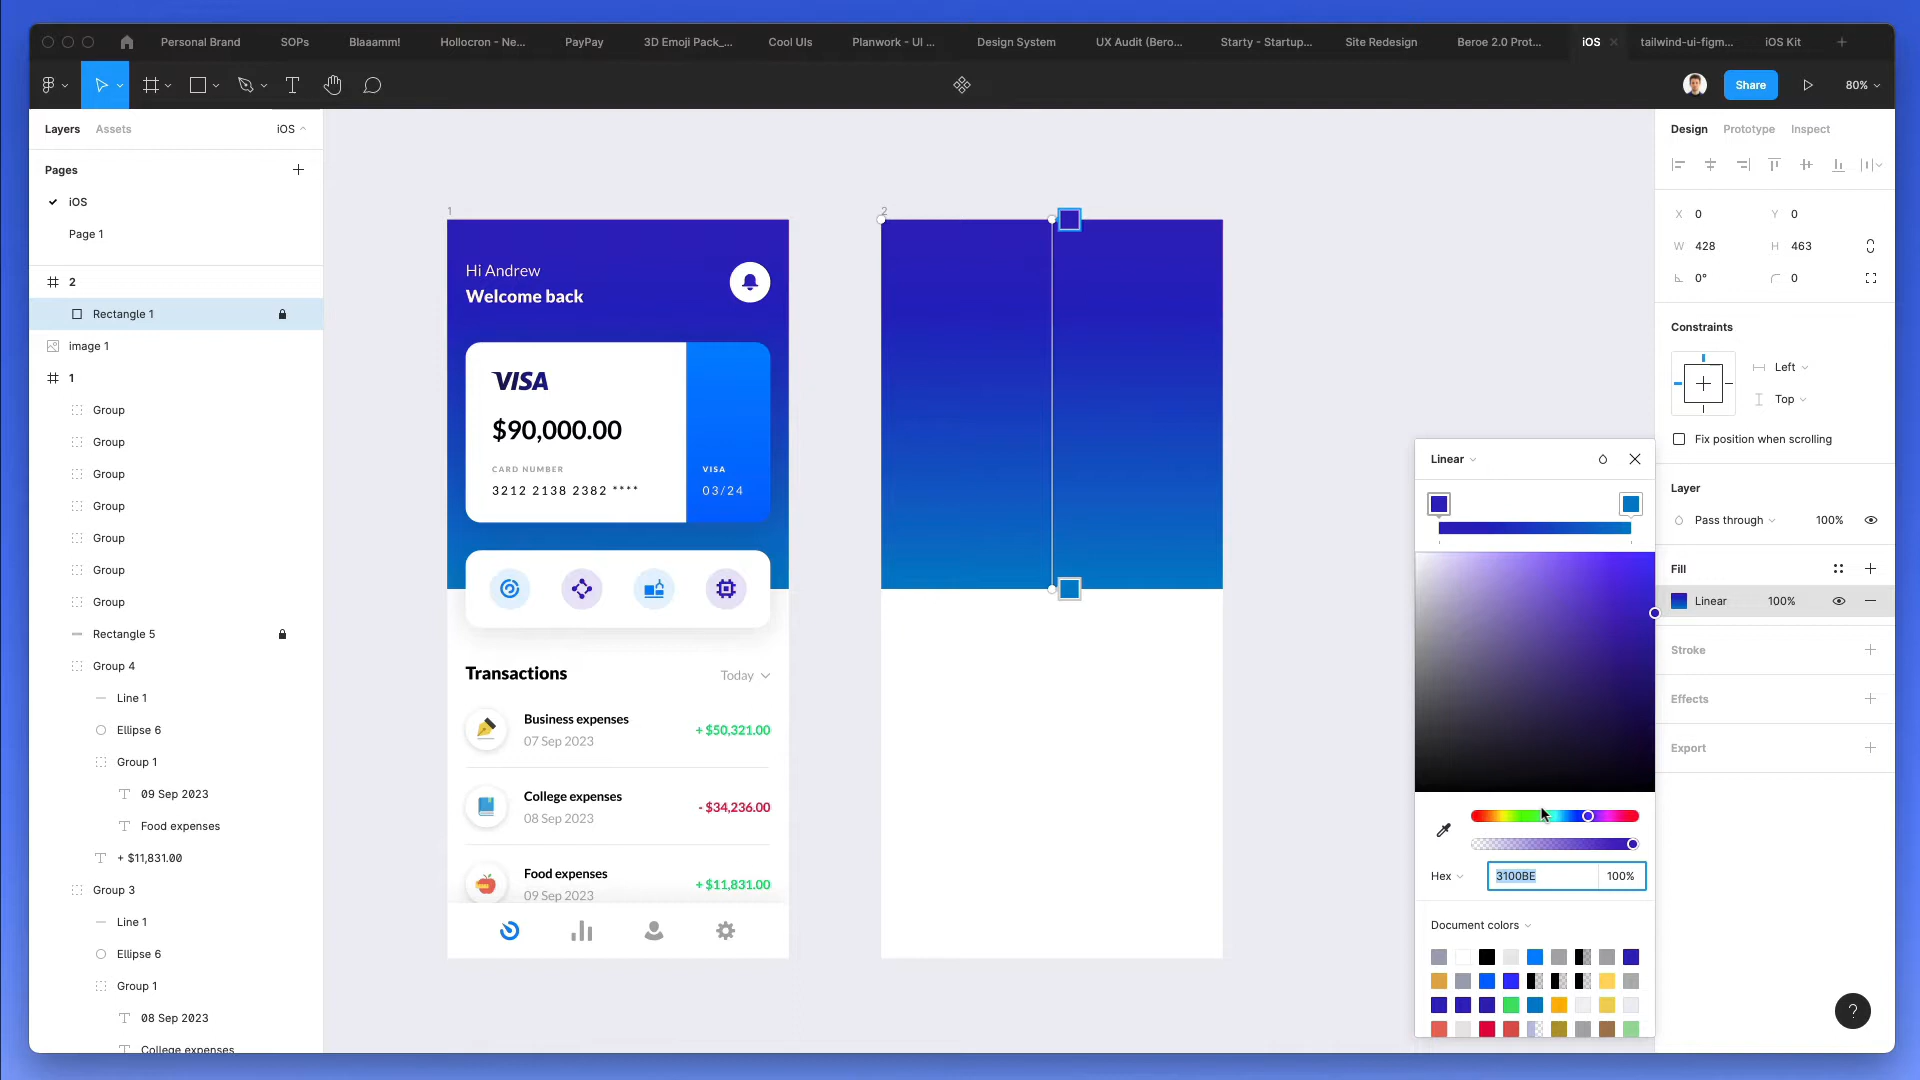 Personal Brand
SOPs
Blaaamm!
Hollocron - Ne...
PayPay
3D Emoji Pack_...
Cool UIs
Planwork - UI ...
Design System
UX Audit (Bero...
Starty - Startup...
Site Redesign
Beroe 2.0 Prot...
iOS
tailwind-ui-figm...
iOS Kit
Share
80%
Layers
Assets
iOS
Pages
iOS
Page 1
2
Rectangle 1
image 1
1
Group
Group
Group
Group
Group
Group
Group
Rectangle 5
Group 4
Line 1
Ellipse 6
Group 1
09 Sep 2023
Food expenses
+ $11,831.00
Group 3
Line 1
Ellipse 6
Group 1
08 Sep 2023
College expenses
1
Hi Andrew
Welcome back
VISA
$90,000.00
CARD NUMBER
3212 2138 2382 ****
VISA
03/24
Transactions
Today
Business expenses
07 Sep 2023
+ $50,321.00
College expenses
08 Sep 2023
- $34,236.00
Food expenses
09 Sep 2023
+ $11,831.00
2
Linear
Hex
3100BE
100%
Document colors
Design
Prototype
Inspect
X 0
Y 0
W 428
H 463
0°
0
Constraints
Left
Top
Fix position when scrolling
Layer
Pass through
100%
Fill
Linear
100%
Stroke
Effects
Export
?